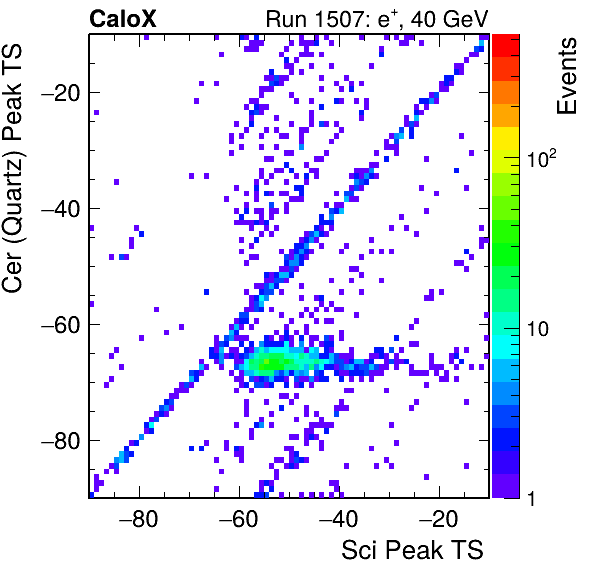 CaloX Run 1507: e⁺, 40 GeV
Cer (Quartz) Peak TS
Events
−20
−40
−60
−80
10²
10
1
−80 −60 −40 −20
Sci Peak TS